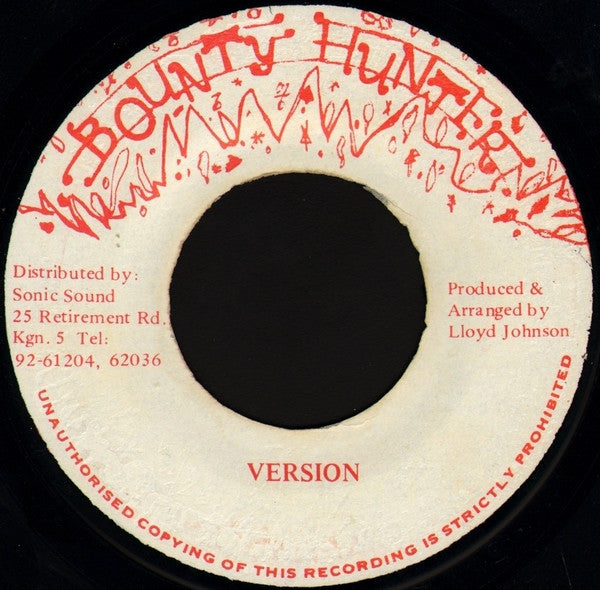 BOUNTY HUNTER
Distributed by:
Sonic Sound
25 Retirement Rd.
Kgn. 5 Tel:
92-61204, 62036
Produced &
Arranged by
Lloyd Johnson
VERSION
UNAUTHORISED COPYING OF THIS RECORDING IS STRICTLY PROHIBITED